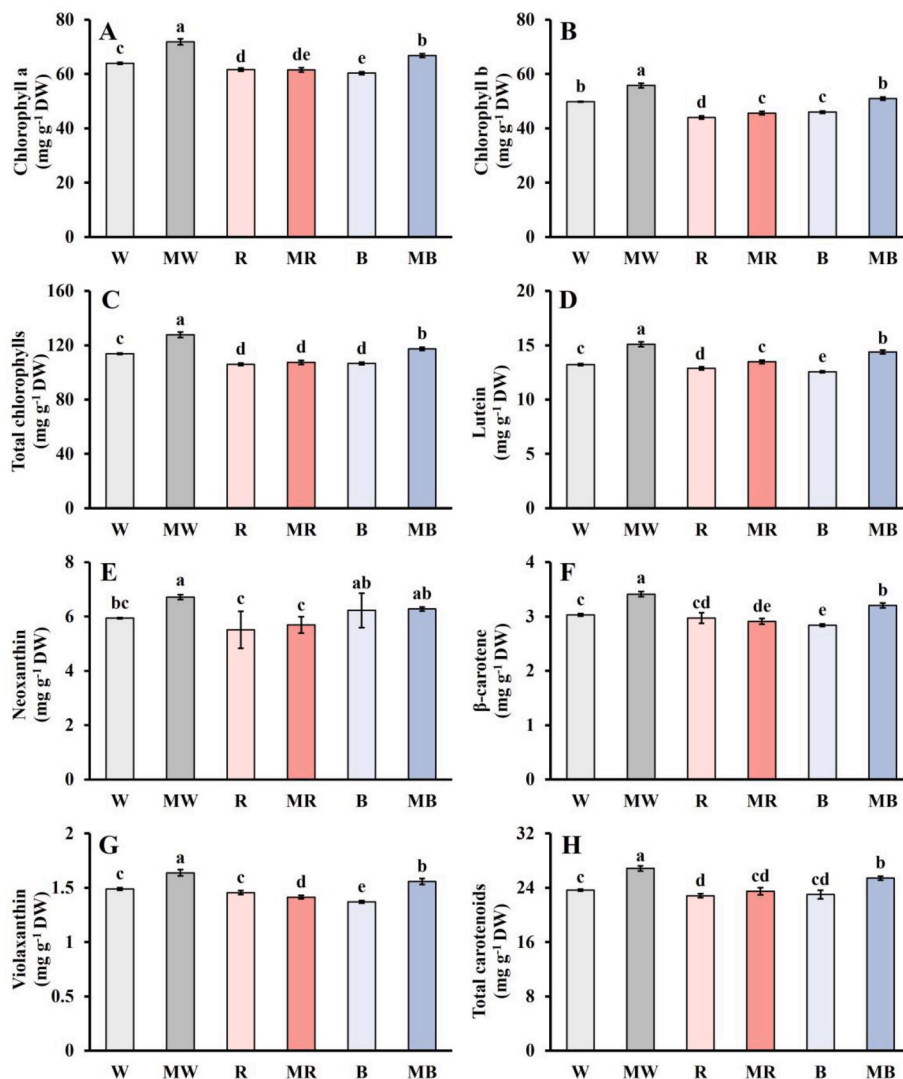 A
Chlorophyll a
(mg g⁻¹ DW)
80
60
40
20
0
c a d de e b
W MW R MR B MB
B
Chlorophyll b
(mg g⁻¹ DW)
80
60
40
20
0
b a d c c b
W MW R MR B MB
C
Total chlorophylls
(mg g⁻¹ DW)
160
120
80
40
0
c a d d d b
W MW R MR B MB
D
Lutein
(mg g⁻¹ DW)
20
15
10
5
0
c a d c e b
W MW R MR B MB
E
Neoxanthin
(mg g⁻¹ DW)
8
6
4
2
0
bc a c c ab ab
W MW R MR B MB
F
β-carotene
(mg g⁻¹ DW)
4
3
2
1
0
c a cd de e b
W MW R MR B MB
G
Violaxanthin
(mg g⁻¹ DW)
2
1.5
1
0.5
0
c a c d e b
W MW R MR B MB
H
Total carotenoids
(mg g⁻¹ DW)
32
24
16
8
0
c a d cd cd b
W MW R MR B MB